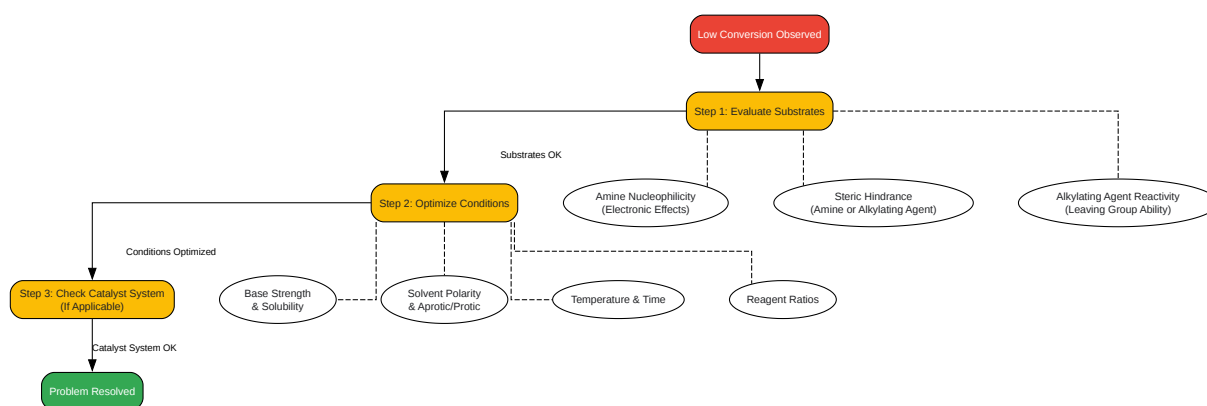 Low Conversion Observed
Step 1: Evaluate Substrates
Substrates OK
Amine Nucleophilicity
(Electronic Effects)
Steric Hindrance
(Amine or Alkylating Agent)
Alkylating Agent Reactivity
(Leaving Group Ability)
Step 2: Optimize Conditions
Conditions Optimized
Base Strength
& Solubility
Solvent Polarity
& Aprotic/Protic
Temperature & Time
Reagent Ratios
Step 3: Check Catalyst System
(If Applicable)
Catalyst System OK
Problem Resolved